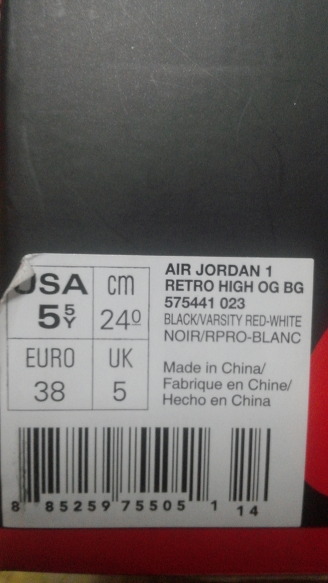 USA
5 5Y
cm
24 0
EURO
38
UK
5
AIR JORDAN 1
RETRO HIGH OG BG
575441 023
BLACK/VARSITY RED-WHITE
NOIR/RPRO-BLANC
Made in China/
Fabrique en Chine/
Hecho en China
8 85259 75505 1 14